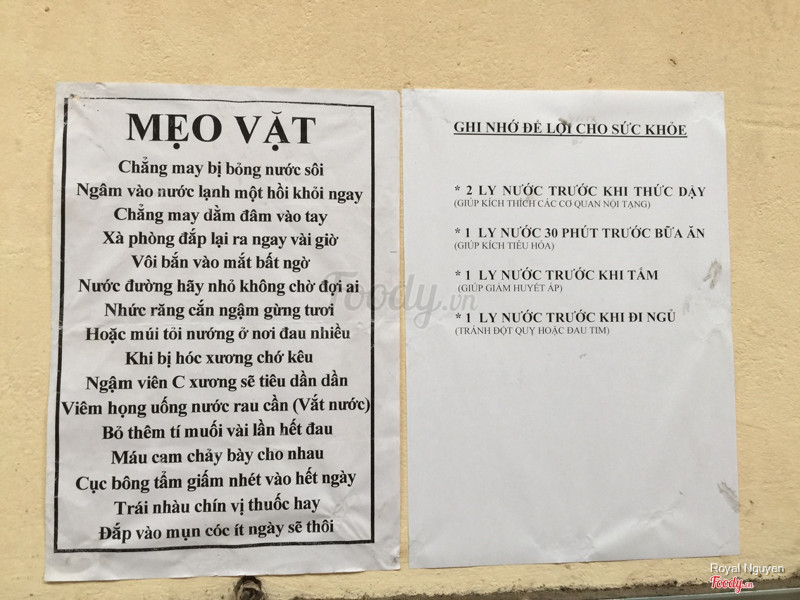 MẸO VẶT
Chẳng may bị bỏng nước sôi
Ngâm vào nước lạnh một hồi khỏi ngay
Chẳng may dằm đâm vào tay
Xà phòng đắp lại ra ngay vài giờ
Vôi bắn vào mắt bất ngờ
Nước đường hãy nhỏ không chờ đợi ai
Nhức răng cắn ngậm gừng tươi
Hoặc múi tỏi nướng ở nơi đau nhiều
Khi bị hóc xương chớ kêu
Ngậm viên C xương sẽ tiêu dần dần
Viêm họng uống nước rau cần (Vắt nước)
Bỏ thêm tí muối vài lần hết đau
Máu cam chảy bày cho nhau
Cục bông tẩm giấm nhét vào hết ngày
Trái nhàu chín vị thuốc hay
Đắp vào mụn cóc ít ngày sẽ thôi
GHI NHỚ ĐỂ LỢI CHO SỨC KHỎE
* 2 LY NƯỚC TRƯỚC KHI THỨC DẬY
(GIÚP KÍCH THÍCH CÁC CƠ QUAN NỘI TẠNG)
* 1 LY NƯỚC 30 PHÚT TRƯỚC BỮA ĂN
(GIÚP KÍCH TIÊU HÓA)
* 1 LY NƯỚC TRƯỚC KHI TẮM
(GIÚP GIẢM HUYẾT ÁP)
* 1 LY NƯỚC TRƯỚC KHI ĐI NGỦ
(TRÁNH ĐỘT QUỴ HOẶC ĐAU TIM)
Foody.vn
Royal Nguyen
Foody.vn